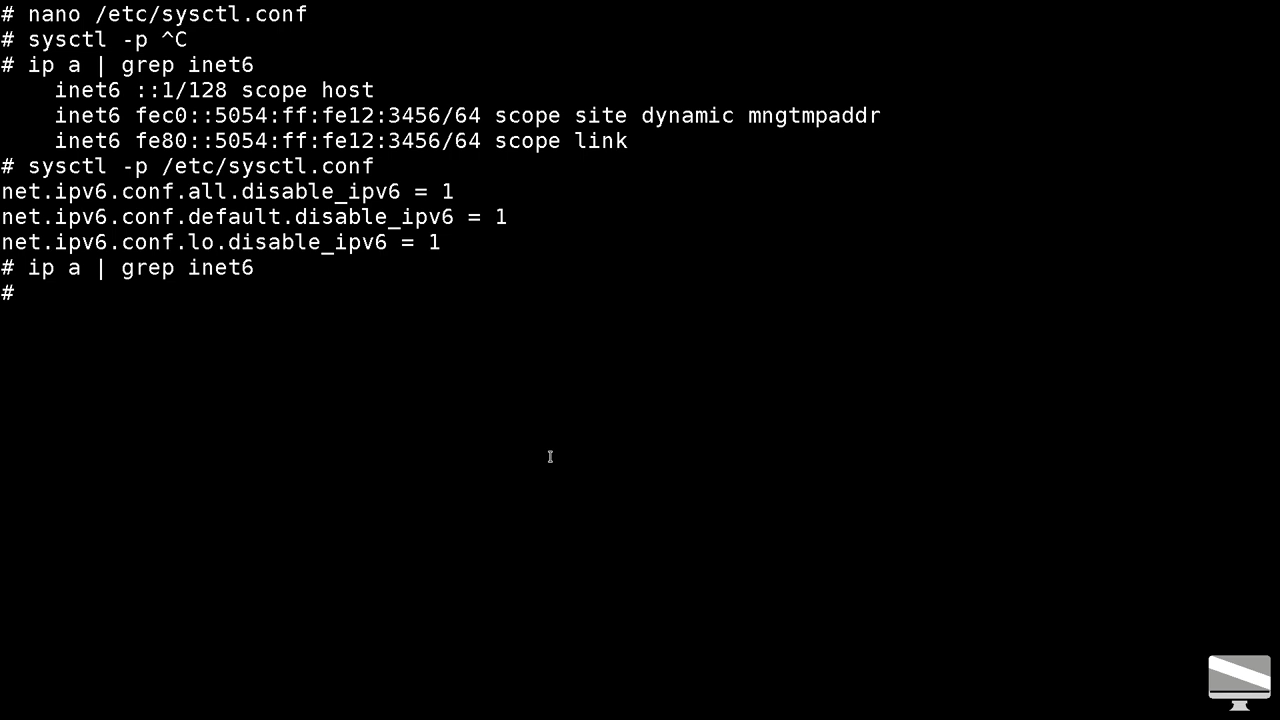 # nano /etc/sysctl.conf
# sysctl -p ^C
# ip a | grep inet6
    inet6 ::1/128 scope host
    inet6 fec0::5054:ff:fe12:3456/64 scope site dynamic mngtmpaddr
    inet6 fe80::5054:ff:fe12:3456/64 scope link
# sysctl -p /etc/sysctl.conf
net.ipv6.conf.all.disable_ipv6 = 1
net.ipv6.conf.default.disable_ipv6 = 1
net.ipv6.conf.lo.disable_ipv6 = 1
# ip a | grep inet6
#